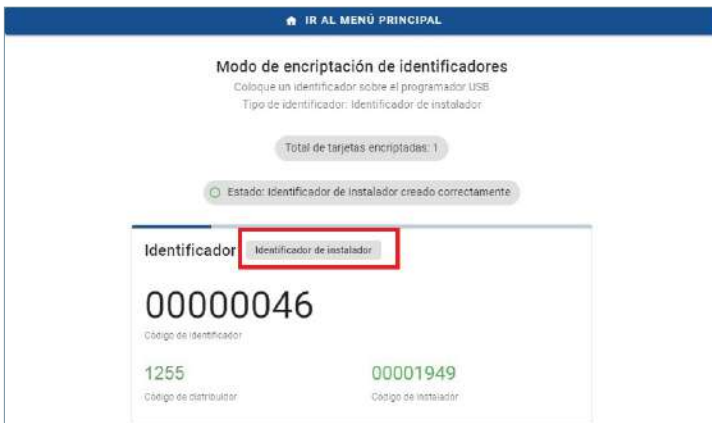 IR AL MENÚ PRINCIPAL
Modo de encriptación de identificadores
Coloque un identificador sobre el programador USB
Tipo de identificador: Identificador de instalador
Total de tarjetas encriptadas: 1
Estado: Identificador de Instalador creado correctamente
Identificador Identificador de instalador
00000046
Código de identificador
1255 00001949
Código de distribuidor Código de instalador